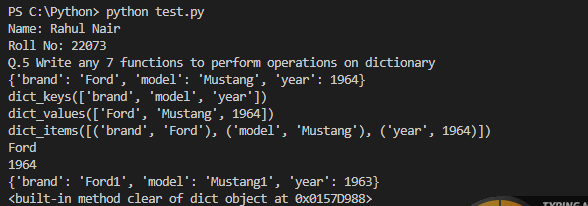 PS C:\Python> python test.py
Name: Rahul Nair
Roll No: 22073
Q.5 Write any 7 functions to perform operations on dictionary
{'brand': 'Ford', 'model': 'Mustang', 'year': 1964}
dict_keys(['brand', 'model', 'year'])
dict_values(['Ford', 'Mustang', 1964])
dict_items([('brand', 'Ford'), ('model', 'Mustang'), ('year', 1964)])
Ford
1964
{'brand': 'Ford1', 'model': 'Mustang1', 'year': 1963}
<built-in method clear of dict object at 0x0157D988>